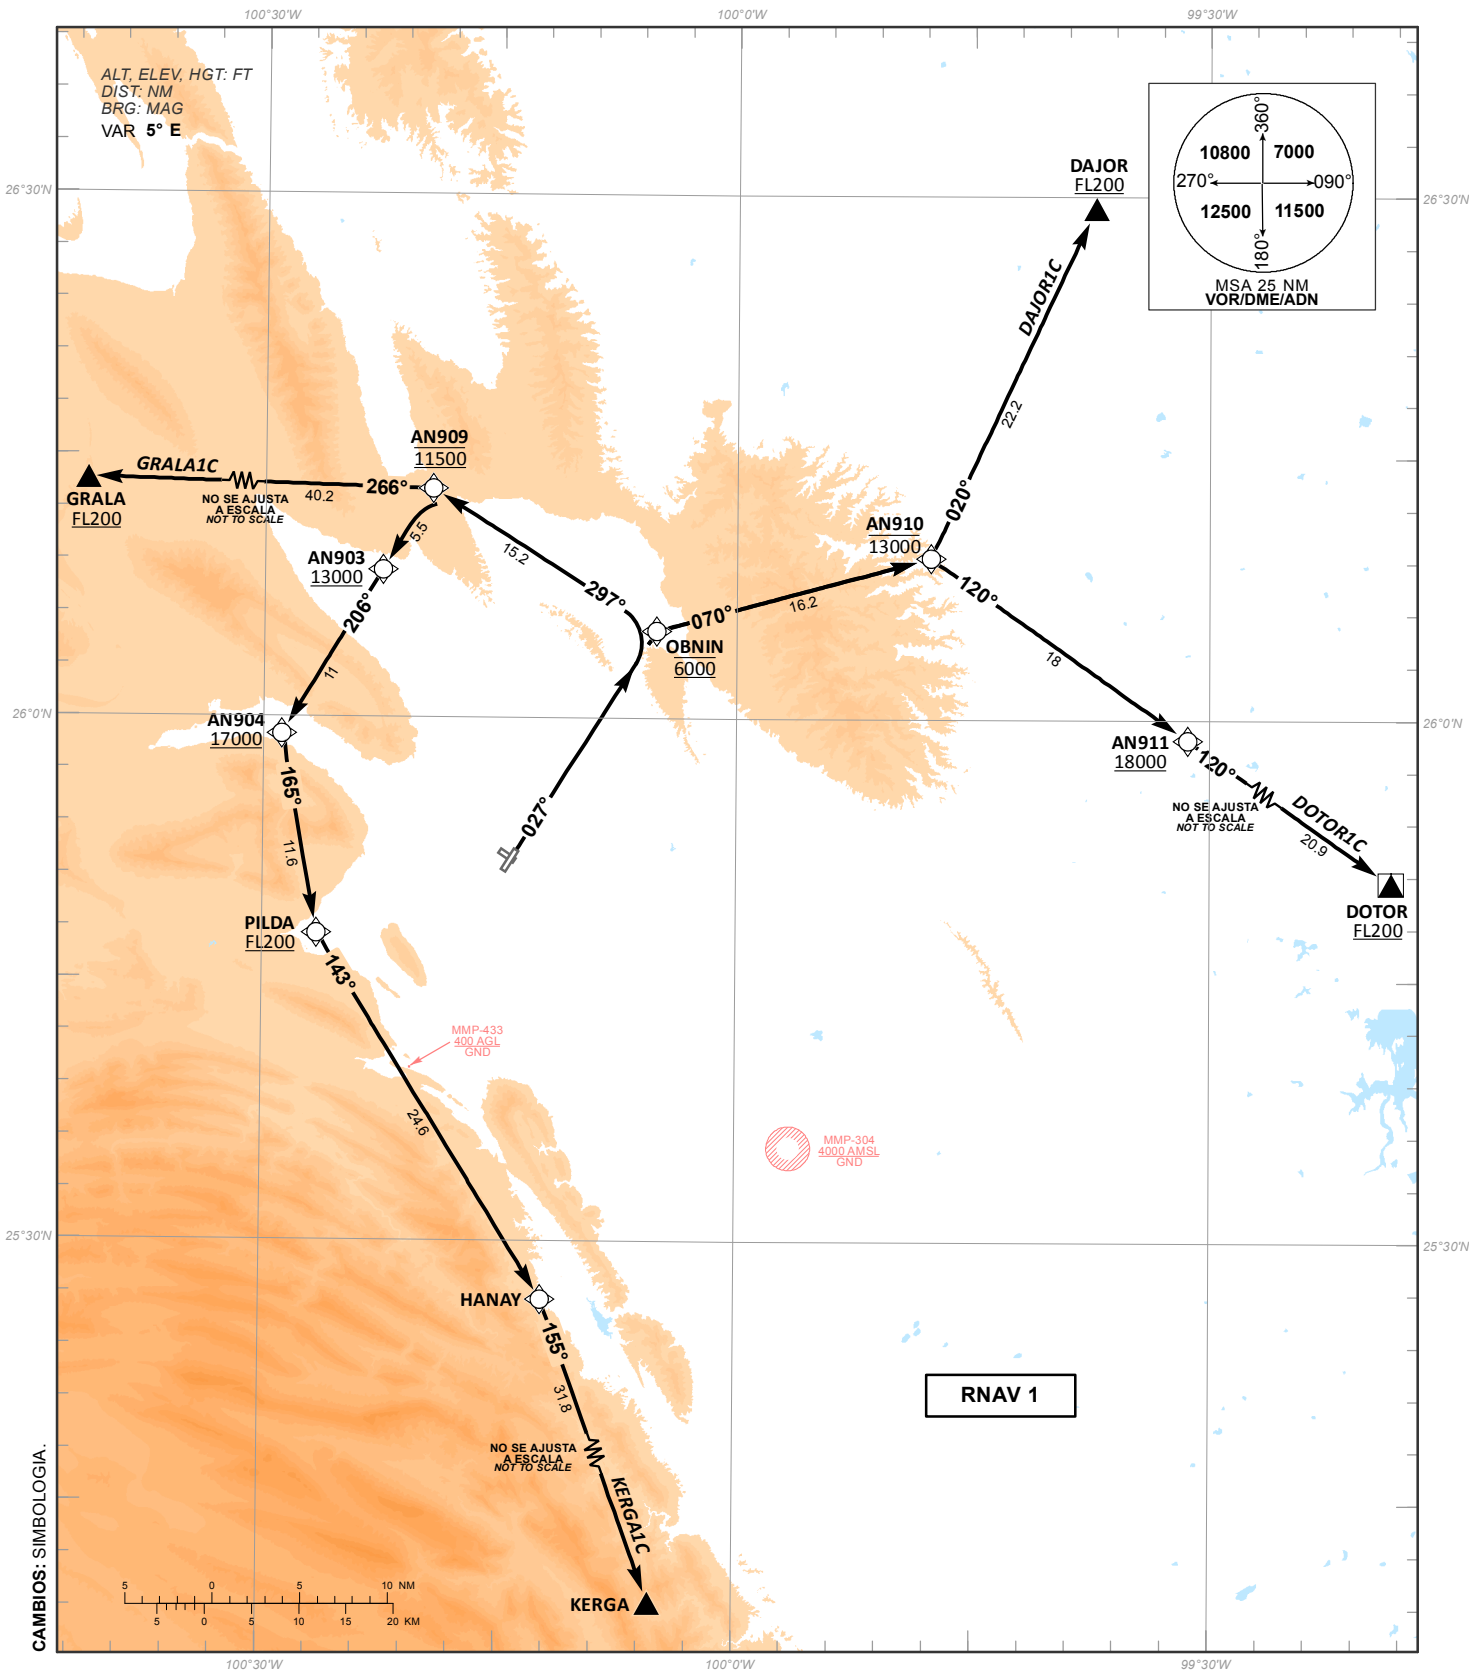 100°30'W
100°0'W
99°30'W
ALT, ELEV, HGT: FT
DIST: NM
BRG: MAG
VAR 5° E
360°
10800
7000
270°
090°
12500
11500
180°
MSA 25 NM
VOR/DME/ADN
26°30'N
26°30'N
DAJOR
FL200
DAJOR1C
22.2
020°
AN909
11500
GRALA1C
GRALA
FL200
NO SE AJUSTA
A ESCALA
NOT TO SCALE
40.2
266°
5.5
15.2
297°
AN903
13000
206°
11
AN910
13000
070°
16.2
OBNIN
6000
120°
18
26°0'N
26°0'N
AN904
17000
165°
11.6
027°
AN911
18000
120°
NO SE AJUSTA
A ESCALA
NOT TO SCALE
DOTOR1C
20.9
DOTOR
FL200
PILDA
FL200
143°
MMP-433
400 AGL
GND
24.6
MMP-304
4000 AMSL
GND
25°30'N
25°30'N
HANAY
155°
31.8
NO SE AJUSTA
A ESCALA
NOT TO SCALE
KERGA1C
KERGA
RNAV 1
CAMBIOS: SIMBOLOGIA.
5 0 5 10 NM
5 0 5 10 15 20 KM
100°30'W
100°0'W
99°30'W